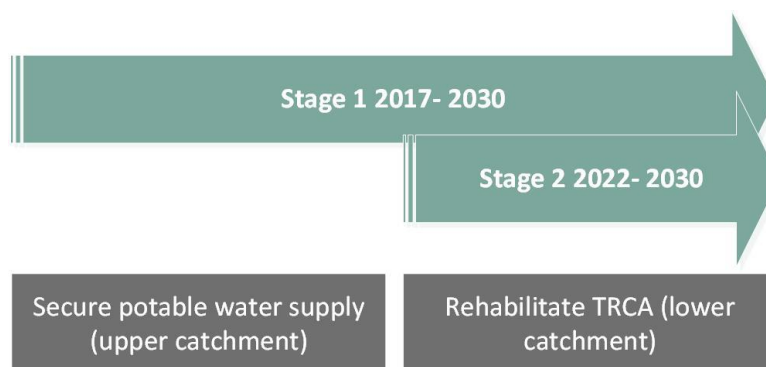 Stage 1 2017- 2030
Stage 2 2022- 2030
Secure potable water supply
(upper catchment)
Rehabilitate TRCA (lower
catchment)